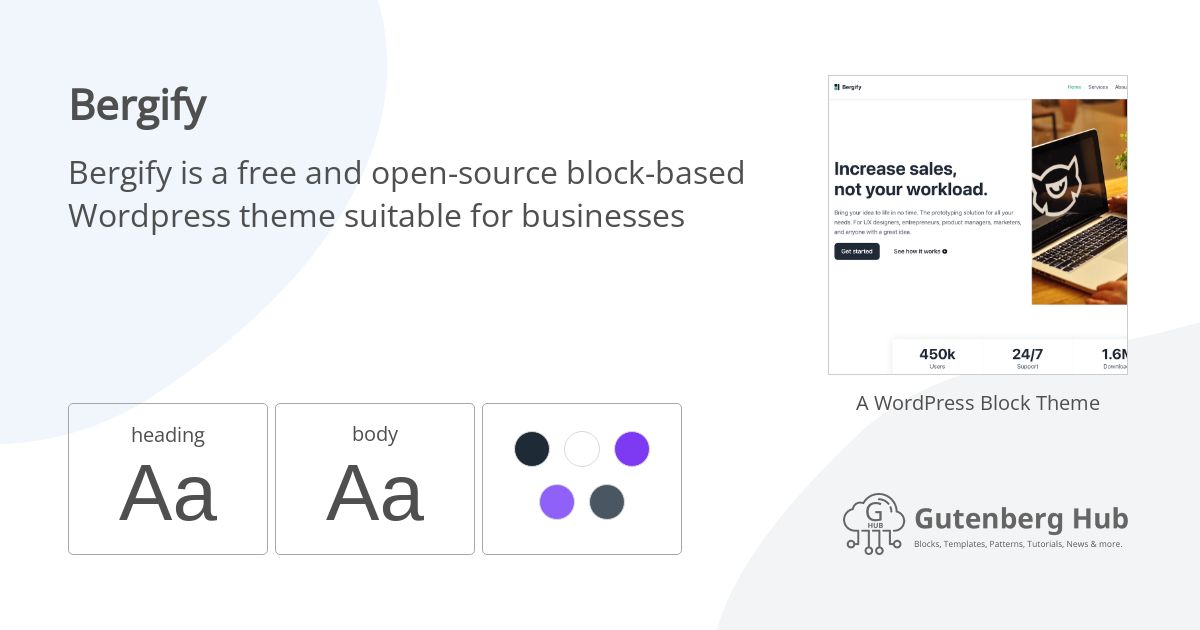 Bergify
Bergify is a free and open-source block-based
Wordpress theme suitable for businesses
Bergify
Home Services Abou
Increase sales,
not your workload.
Bring your idea to life in no time. The prototyping solution for all your
needs. For UX designers, entrepreneurs, product managers, marketers,
and anyone with a great idea.
Get started See how it works
450k 24/7 1.6M
Users Support Downloa
A WordPress Block Theme
heading
Aa
body
Aa
G
HUB
Gutenberg Hub
Blocks, Templates, Patterns, Tutorials, News & more.